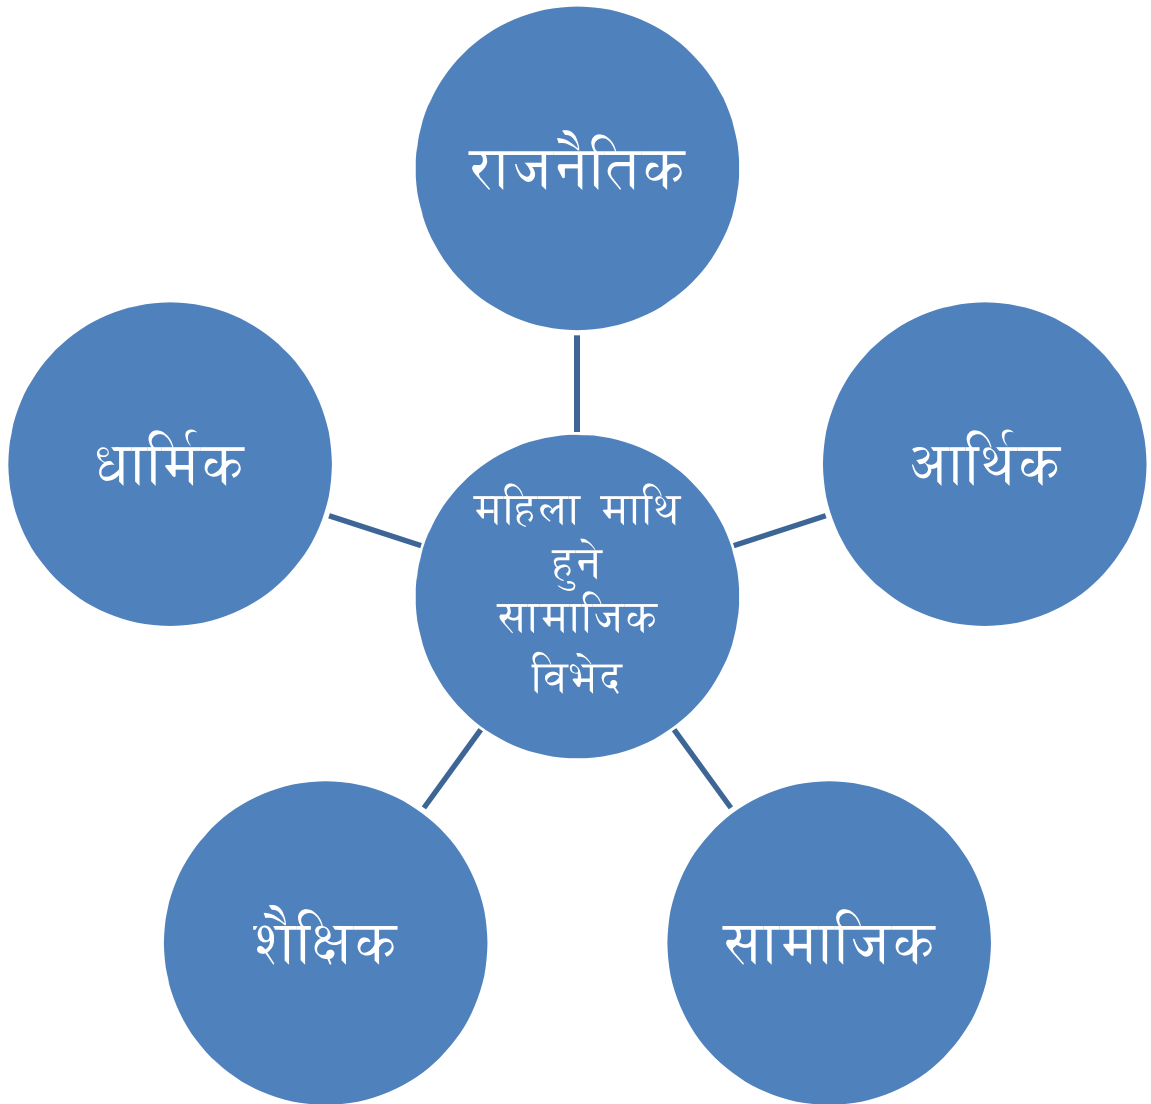 राजनैतिक
धार्मिक
आर्थिक
महिला माथि
हुने
सामाजिक
विभेद
शैक्षिक
सामाजिक